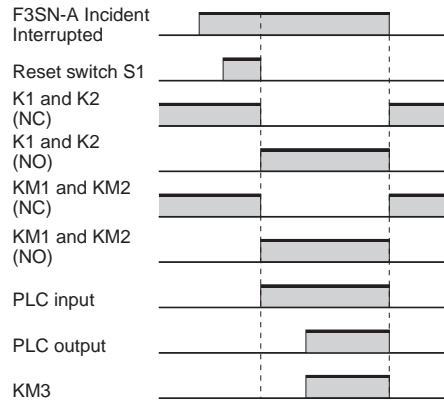 F3SN-A Incident
Interrupted
Reset switch S1
K1 and K2
(NC)
K1 and K2
(NO)
KM1 and KM2
(NC)
KM1 and KM2
(NO)
PLC input
PLC output
KM3